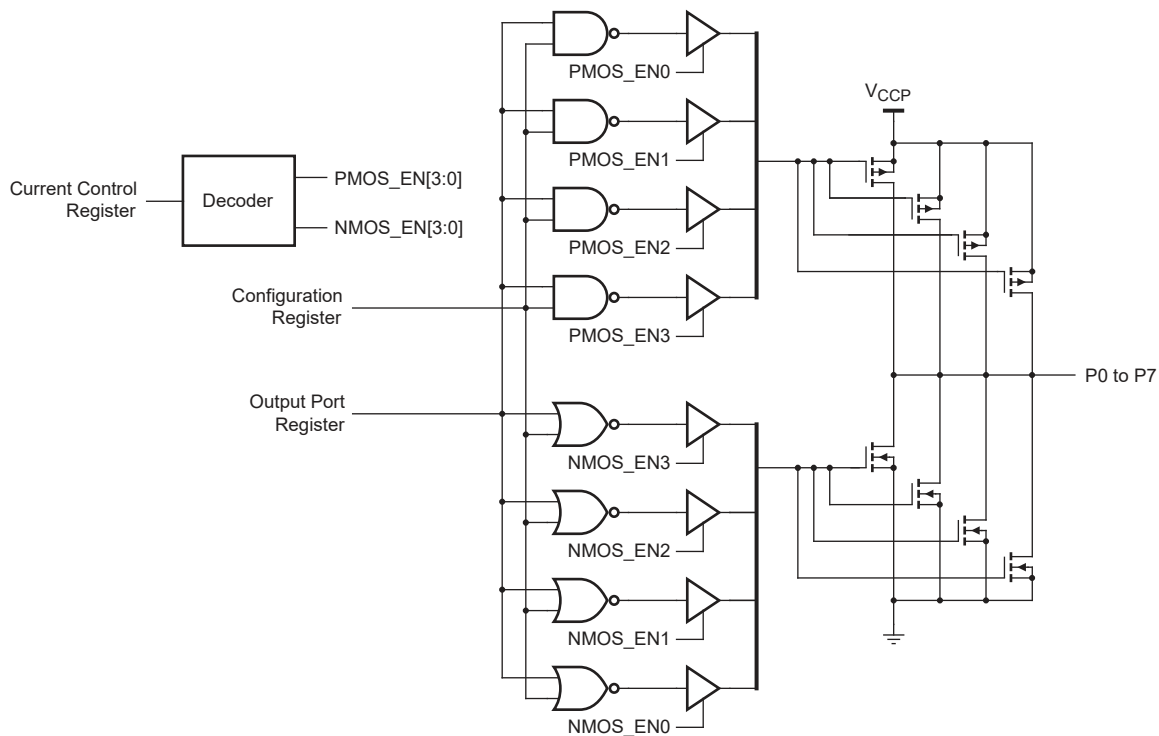 PMOS_EN0
VCCP
PMOS_EN1
Current Control
Register
Decoder
PMOS_EN[3:0]
NMOS_EN[3:0]
PMOS_EN2
Configuration
Register
PMOS_EN3
P0 to P7
Output Port
Register
NMOS_EN3
NMOS_EN2
NMOS_EN1
NMOS_EN0